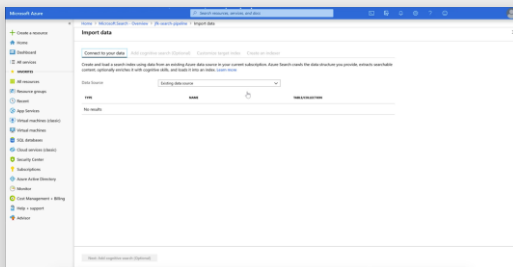 Microsoft Azure
Search resources, services, and docs
Create a resource
Home
Dashboard
All services
FAVORITES
All resources
Resource groups
Recent
App Services
Virtual machines (classic)
Virtual machines
SQL databases
Cloud services (classic)
Security Center
Subscriptions
Azure Active Directory
Monitor
Cost Management + Billing
Help + support
Advisor
Home > Microsoft.Search - Overview > jfk-search-pipeline > Import data
Import data
Connect to your data Add cognitive search (Optional) Customize target index Create an indexer
Create and load a search index using data from an existing Azure data source in your current subscription. Azure Search crawls the data structure you provide, extracts searchable
content, optionally enriches it with cognitive skills, and loads it into an index. Learn more
Data Source Existing data source
TYPE NAME TABLE/COLLECTION
No results
Next: Add cognitive search (Optional)